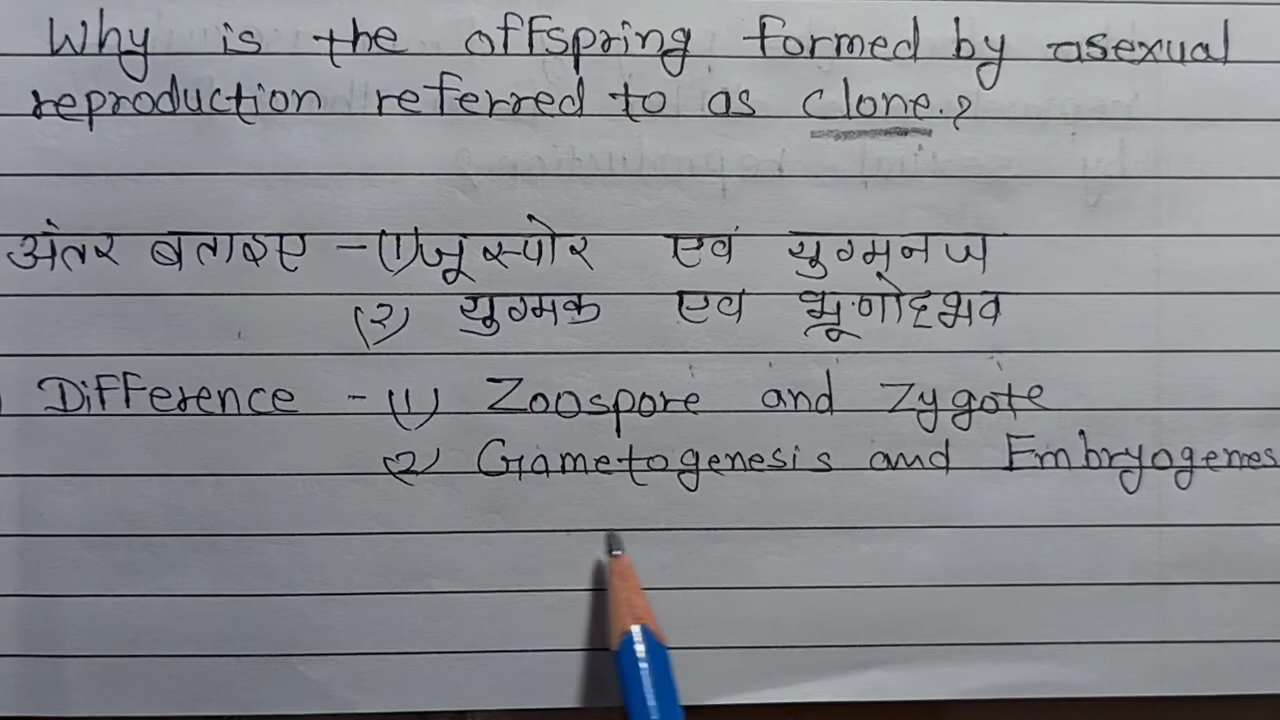 Why is the offspring formed by asexual
reproduction referred to as clone.?
अंतर बताइए - (1) जू स्पोर एवं युग्मनज
(२) युग्मक एवं भ्रूणोद्भव
Difference - (1) Zoospore and Zygote
(2) Gametogenesis and Embryogenes